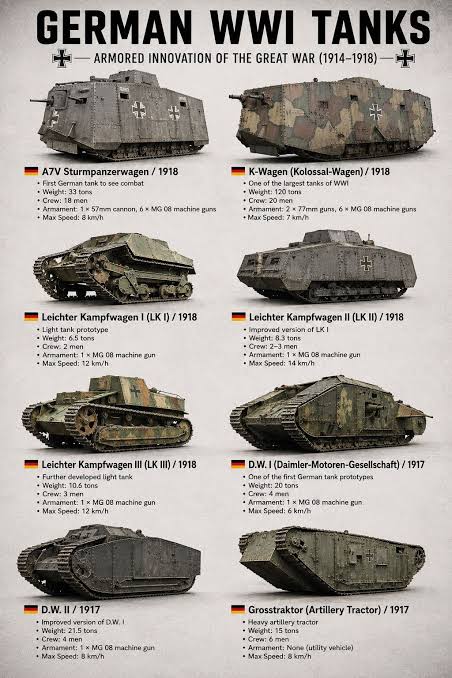 GERMAN WWI TANKS
ARMORED INNOVATION OF THE GREAT WAR (1914–1918)
A7V Sturmpanzerwagen / 1918
• First German tank to see combat
• Weight: 33 tons
• Crew: 18 men
• Armament: 1 × 57mm cannon, 6 × MG 08 machine guns
• Max Speed: 8 km/h
K-Wagen (Kolossal-Wagen) / 1918
• One of the largest tanks of WWI
• Weight: 120 tons
• Crew: 20 men
• Armament: 2 × 77mm guns, 6 × MG 08 machine guns
• Max Speed: 7 km/h
Leichter Kampfwagen I (LK I) / 1918
• Light tank prototype
• Weight: 6.5 tons
• Crew: 2 men
• Armament: 1 × MG 08 machine gun
• Max Speed: 12 km/h
Leichter Kampfwagen II (LK II) / 1918
• Improved version of LK I
• Weight: 8.3 tons
• Crew: 2–3 men
• Armament: 1 × MG 08 machine gun
• Max Speed: 14 km/h
Leichter Kampfwagen III (LK III) / 1918
• Further developed light tank
• Weight: 10.6 tons
• Crew: 3 men
• Armament: 1 × MG 08 machine gun
• Max Speed: 12 km/h
D.W. I (Daimler-Motoren-Gesellschaft) / 1917
• One of the first German tank prototypes
• Weight: 20 tons
• Crew: 4 men
• Armament: 1 × MG 08 machine gun
• Max Speed: 6 km/h
D.W. II / 1917
• Improved version of D.W. I
• Weight: 21.5 tons
• Crew: 4 men
• Armament: 1 × MG 08 machine gun
• Max Speed: 8 km/h
Grosstraktor (Artillery Tractor) / 1917
• Heavy artillery tractor
• Weight: 15 tons
• Crew: 6 men
• Armament: None (utility vehicle)
• Max Speed: 8 km/h